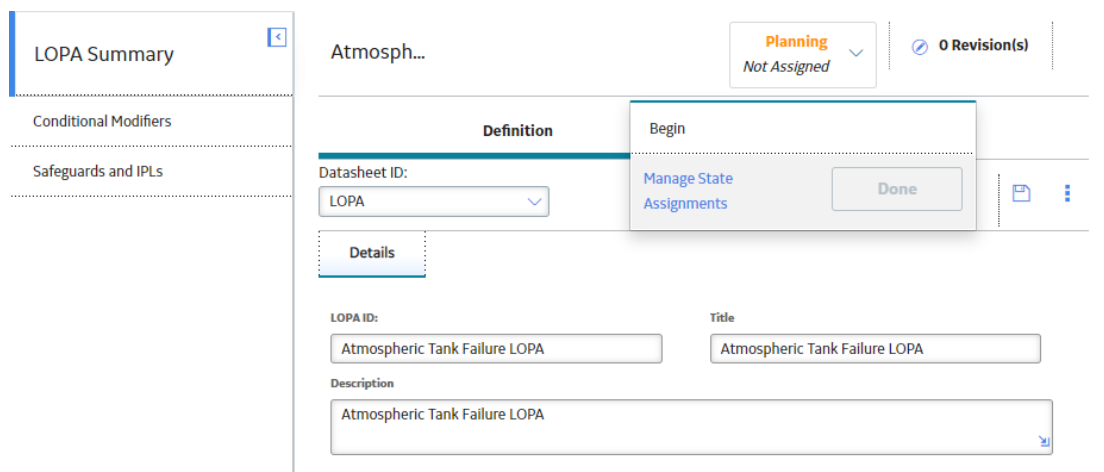 LOPA Summary
Conditional Modifiers
Safeguards and IPLs
Atmosph...
Planning
Not Assigned
0 Revision(s)
Definition
Begin
Manage State
Assignments
Done
Datasheet ID:
LOPA
Details
LOPA ID:
Title
Atmospheric Tank Failure LOPA
Atmospheric Tank Failure LOPA
Description
Atmospheric Tank Failure LOPA